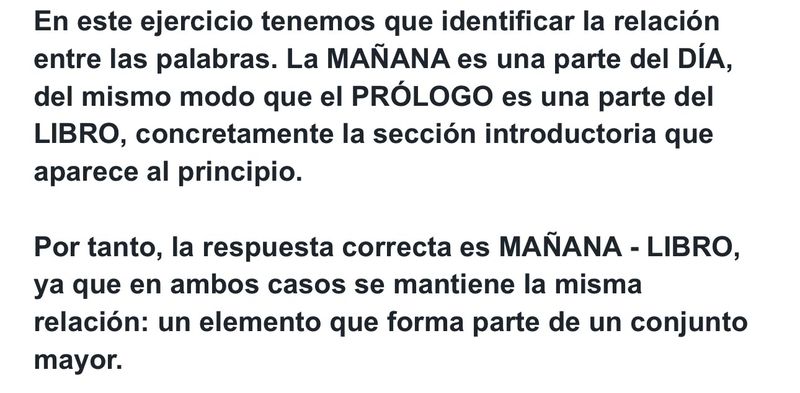 En este ejercicio tenemos que identificar la relación
entre las palabras. La MAÑANA es una parte del DÍA,
del mismo modo que el PRÓLOGO es una parte del
LIBRO, concretamente la sección introductoria que
aparece al principio.
Por tanto, la respuesta correcta es MAÑANA - LIBRO,
ya que en ambos casos se mantiene la misma
relación: un elemento que forma parte de un conjunto
mayor.